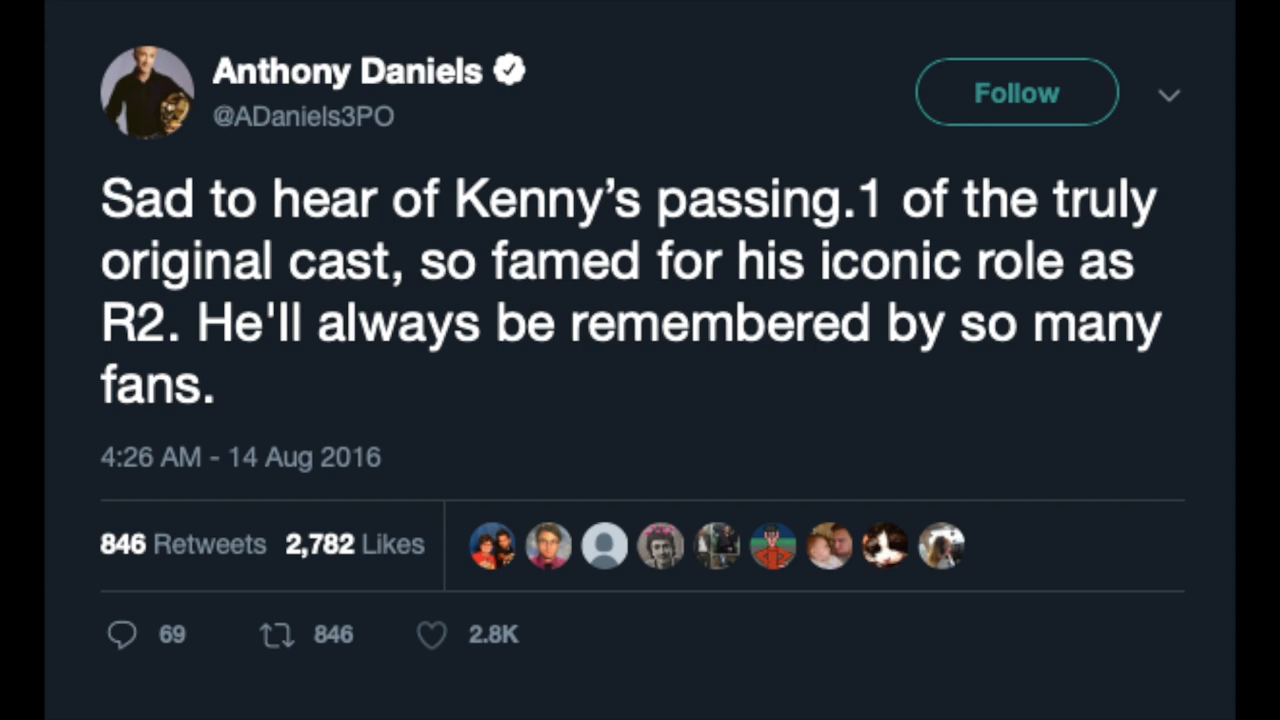 Anthony Daniels
@ADaniels3PO
Follow
Sad to hear of Kenny’s passing.1 of the truly
original cast, so famed for his iconic role as
R2. He'll always be remembered by so many
fans.
4:26 AM - 14 Aug 2016
846 Retweets 2,782 Likes
69 846 2.8K